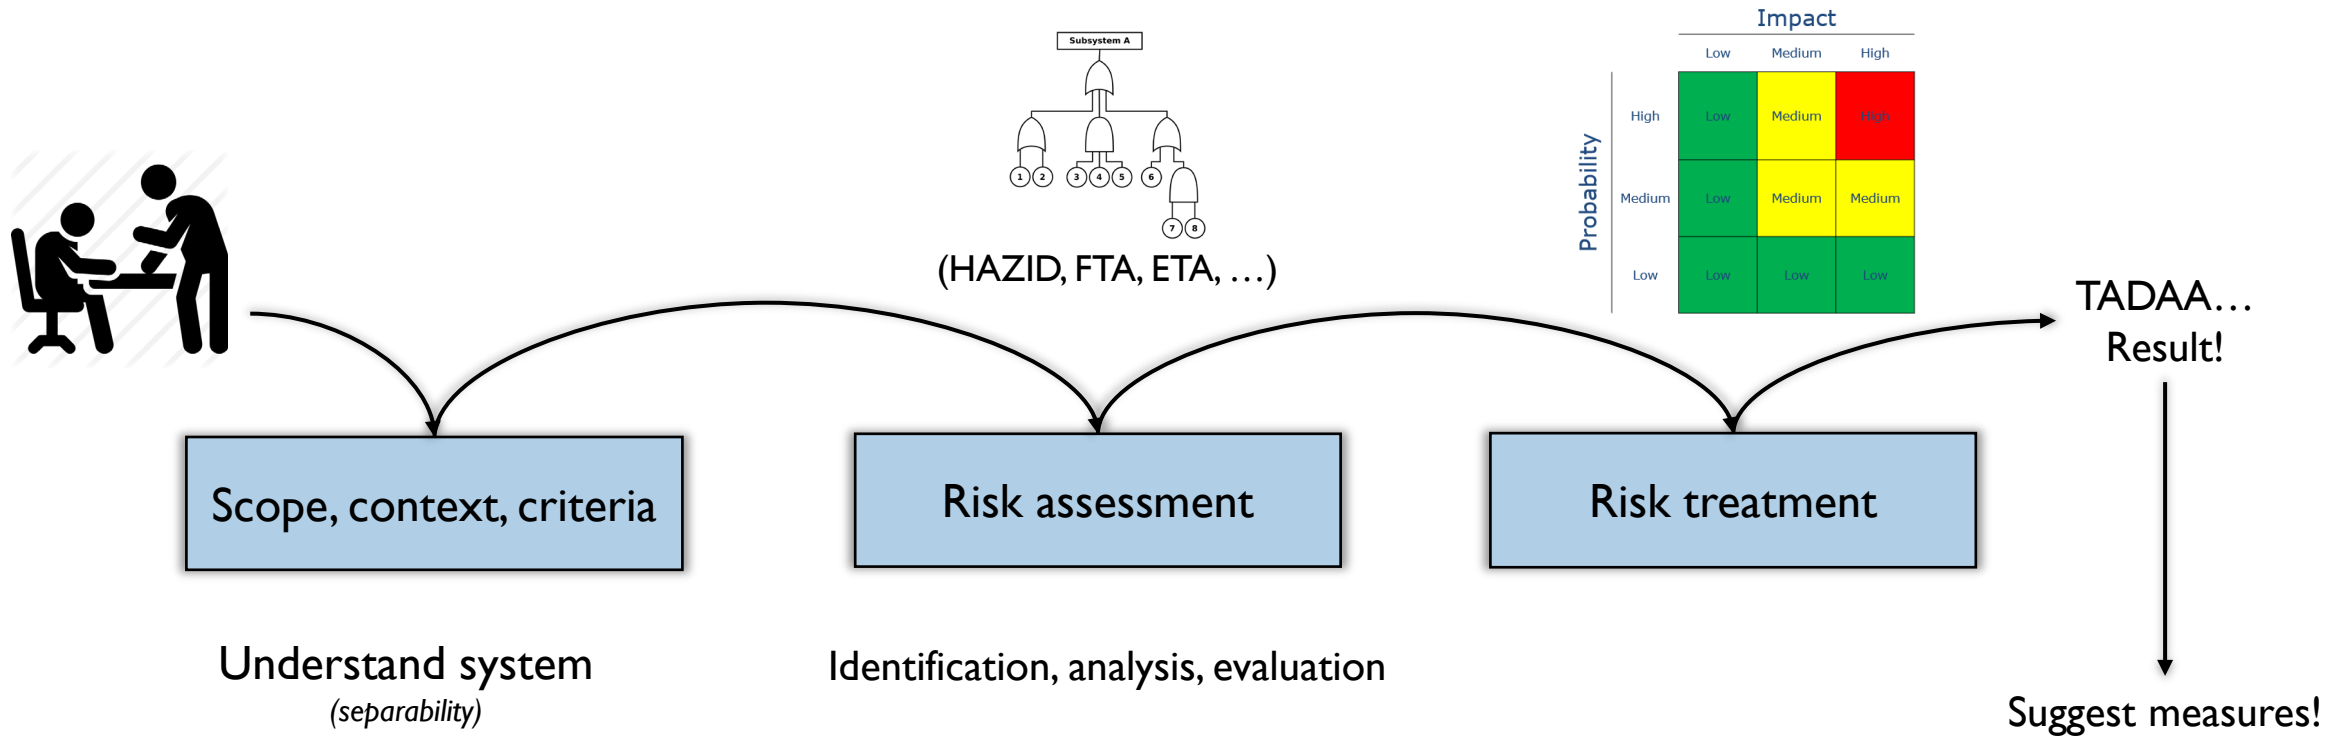 Subsystem A
1 2 3 4 5 6
7 8
(HAZID, FTA, ETA, …)
Impact
Low Medium High
Probability
High Low Medium High
Medium Low Medium Medium
Low Low Low Low
TADAA…
Result!
Scope, context, criteria
Risk assessment
Risk treatment
Understand system
(separability)
Identification, analysis, evaluation
Suggest measures!